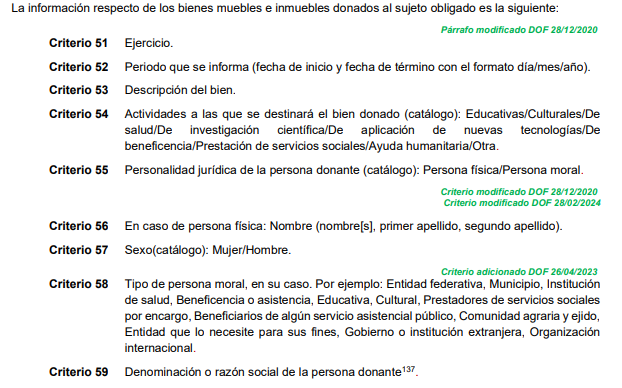 La información respecto de los bienes muebles e inmuebles donados al sujeto obligado es la siguiente:
Párrafo modificado DOF 28/12/2020
Criterio 51 Ejercicio.
Criterio 52 Periodo que se informa (fecha de inicio y fecha de término con el formato día/mes/año).
Criterio 53 Descripción del bien.
Criterio 54 Actividades a las que se destinará el bien donado (catálogo): Educativas/Culturales/De
salud/De investigación científica/De aplicación de nuevas tecnologías/De
beneficencia/Prestación de servicios sociales/Ayuda humanitaria/Otra.
Criterio 55 Personalidad jurídica de la persona donante (catálogo): Persona física/Persona moral.
Criterio modificado DOF 28/12/2020
Criterio modificado DOF 28/02/2024
Criterio 56 En caso de persona física: Nombre (nombre[s], primer apellido, segundo apellido).
Criterio 57 Sexo(catálogo): Mujer/Hombre.
Criterio adicionado DOF 26/04/2023
Criterio 58 Tipo de persona moral, en su caso. Por ejemplo: Entidad federativa, Municipio, Institución
de salud, Beneficencia o asistencia, Educativa, Cultural, Prestadores de servicios sociales
por encargo, Beneficiarios de algún servicio asistencial público, Comunidad agraria y ejido,
Entidad que lo necesite para sus fines, Gobierno o institución extranjera, Organización
internacional.
Criterio 59 Denominación o razón social de la persona donante137.